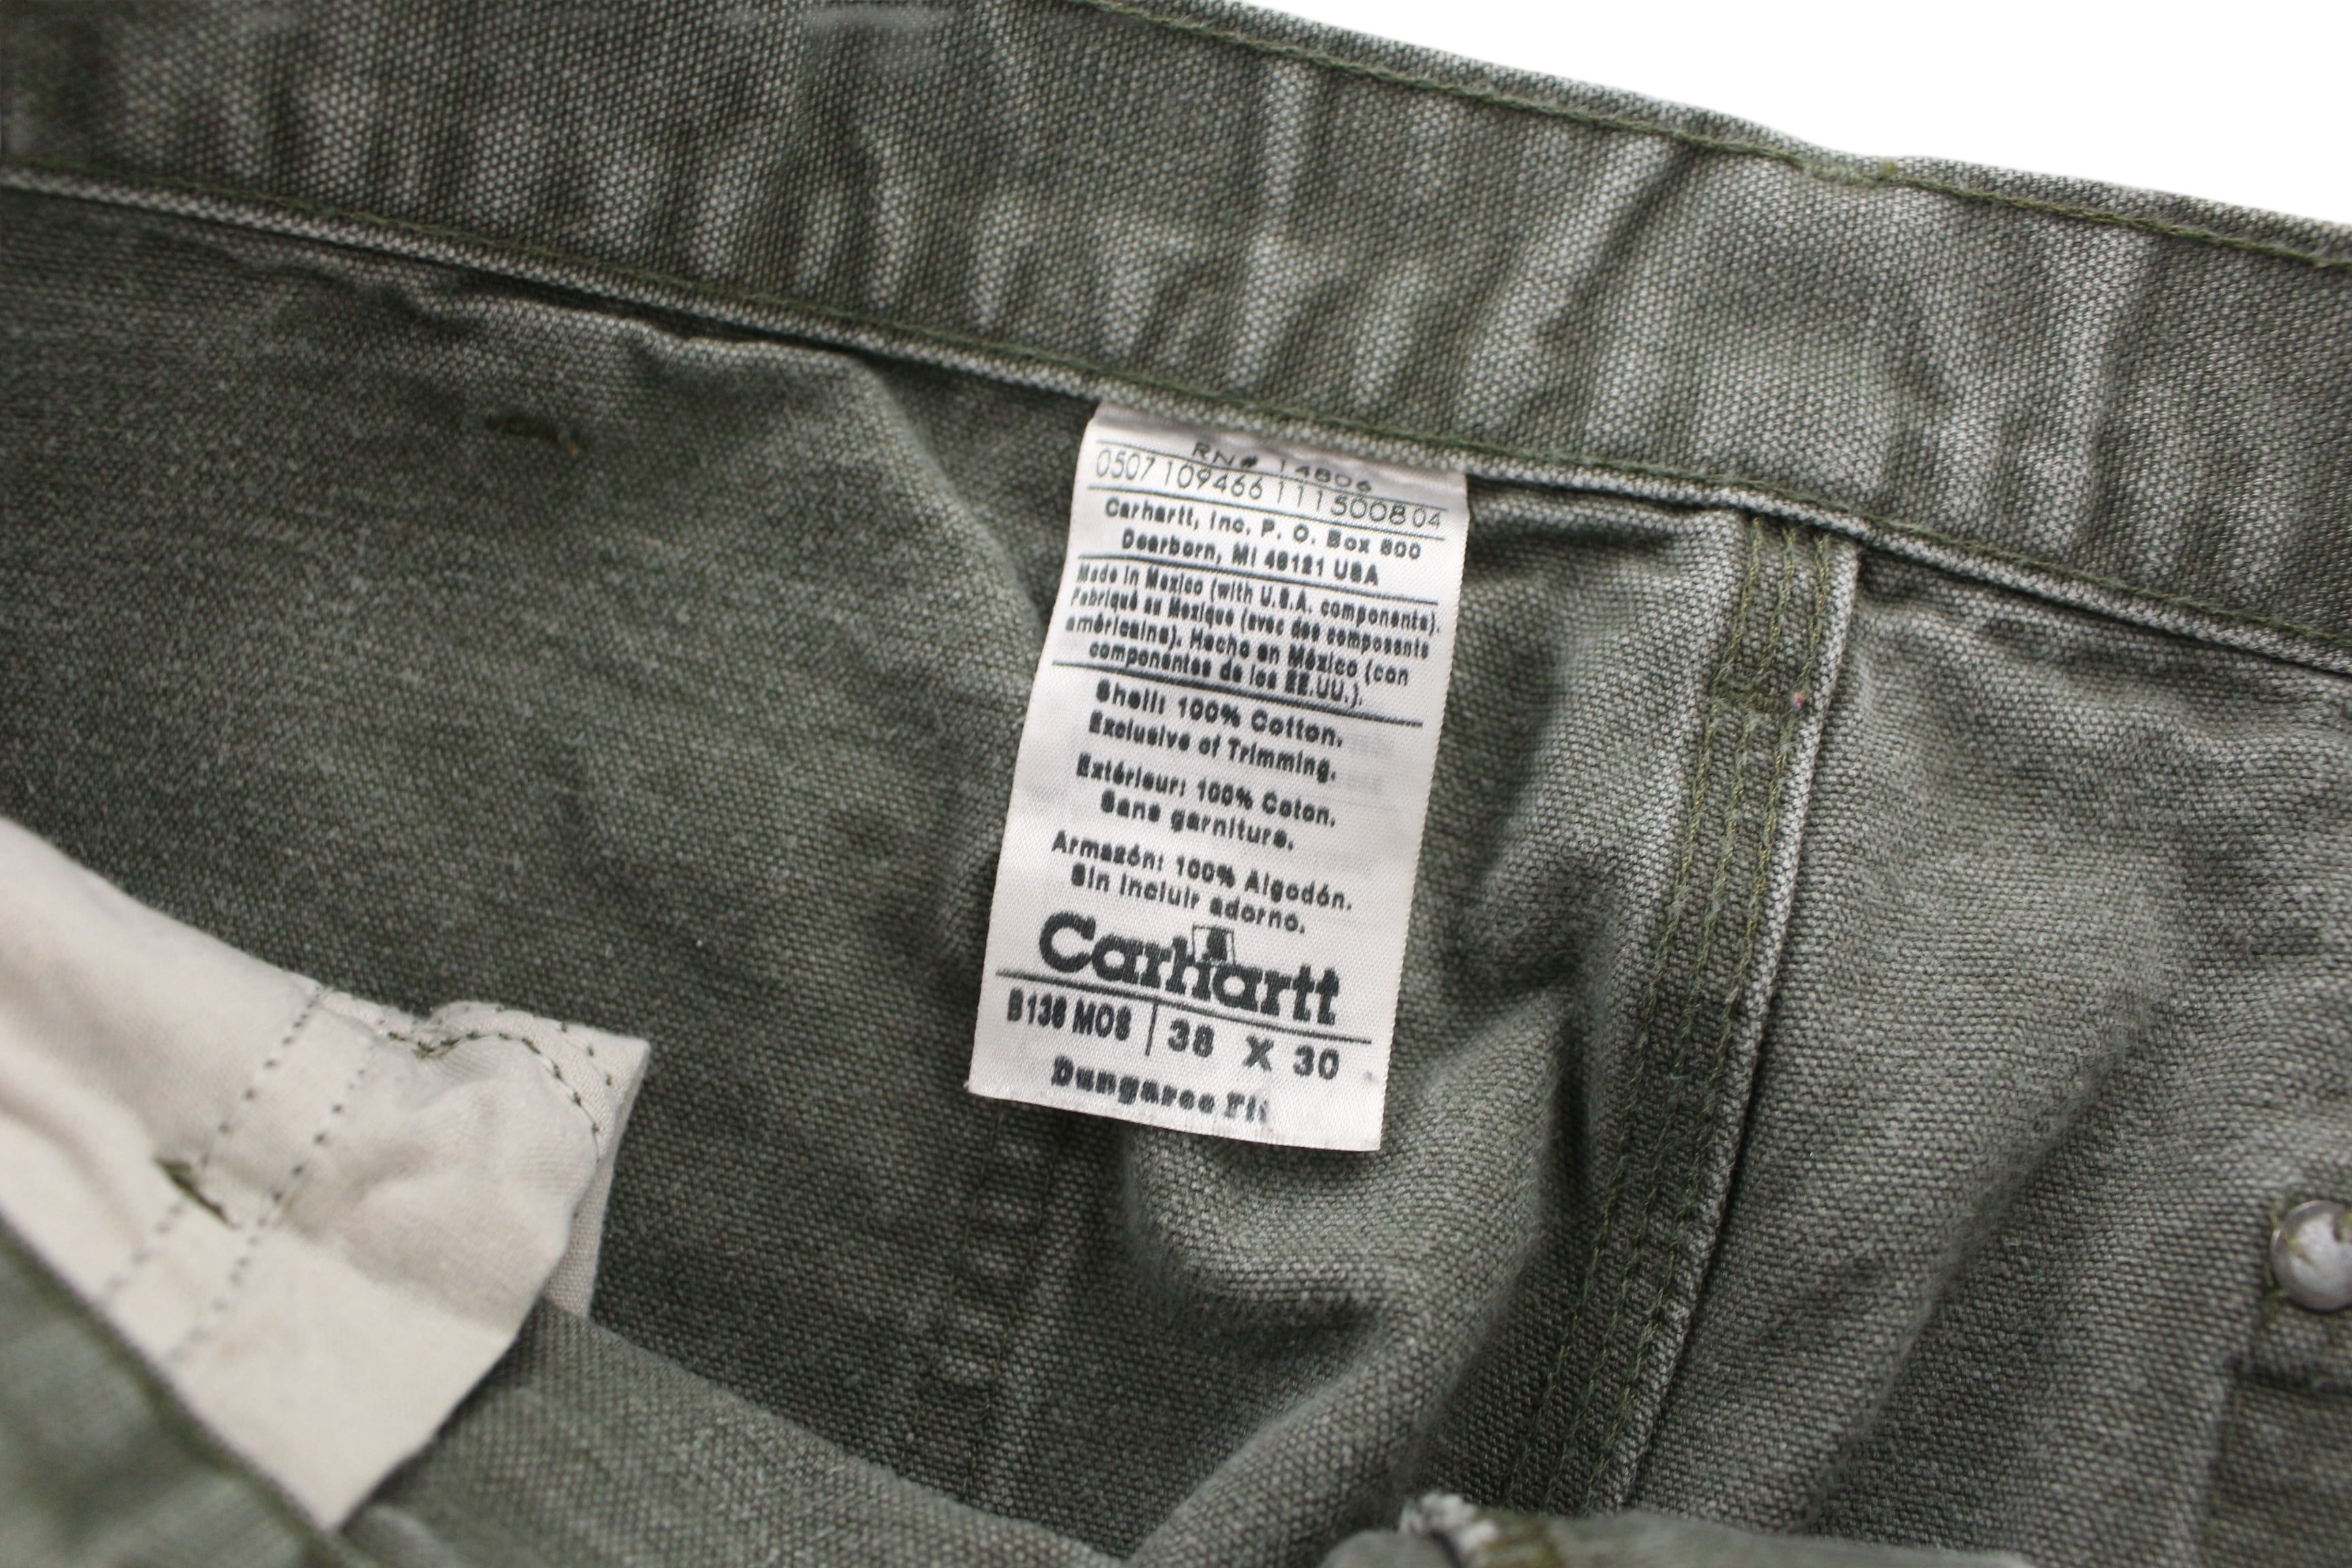 RN# 14806
0507 109466 111500804
Carhartt, Inc. P. O. Box 600
Dearborn, MI 48121 USA
Made in Mexico (with U.S.A. components).
Fabriqué au Mexique (avec des composants
américains). Hecho en México (con
componentes de los EE.UU.).
Shell: 100% Cotton.
Exclusive of Trimming.
Extérieur: 100% Coton.
Sans garniture.
Armazón: 100% Algodón.
Sin incluir adorno.
Carhartt
B136 MOS 38 X 30
Dungaree Fit